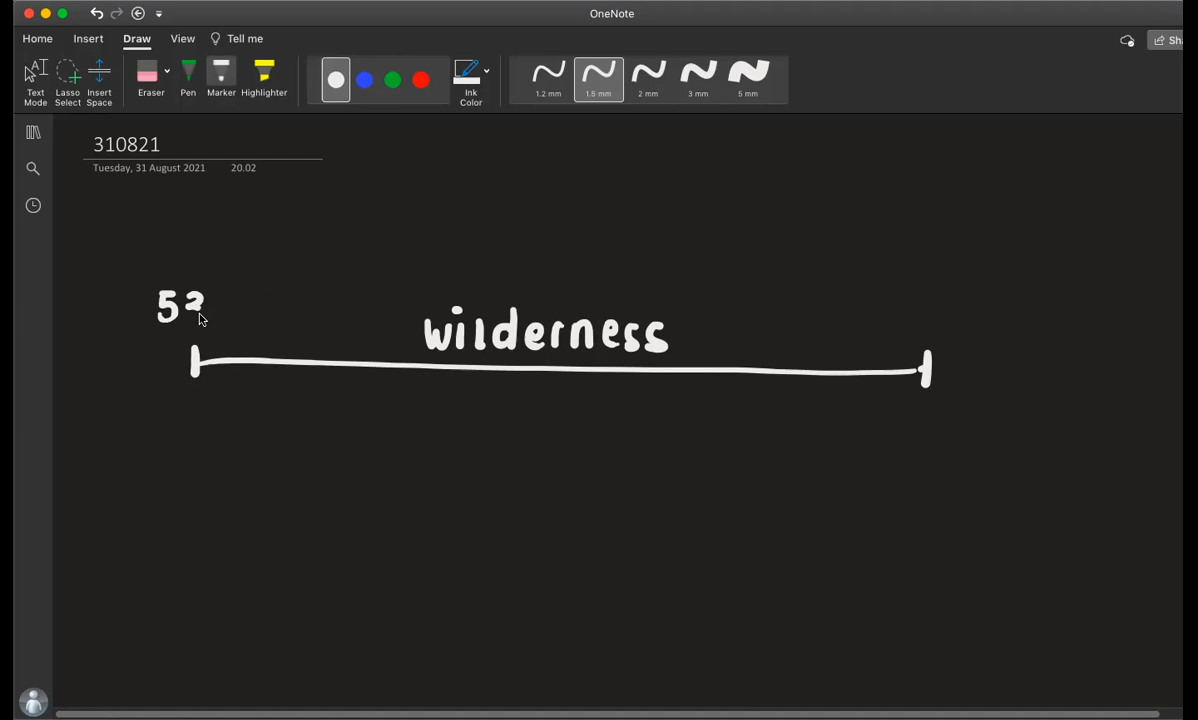 OneNote
Home Insert Draw View Tell me
Sha
Text Mode
Lasso Select
Insert Space
Eraser
Pen
Marker
Highlighter
Ink Color
1.2 mm
1.5 mm
2 mm
3 mm
5 mm
310821
Tuesday, 31 August 2021 20.02
wilderness